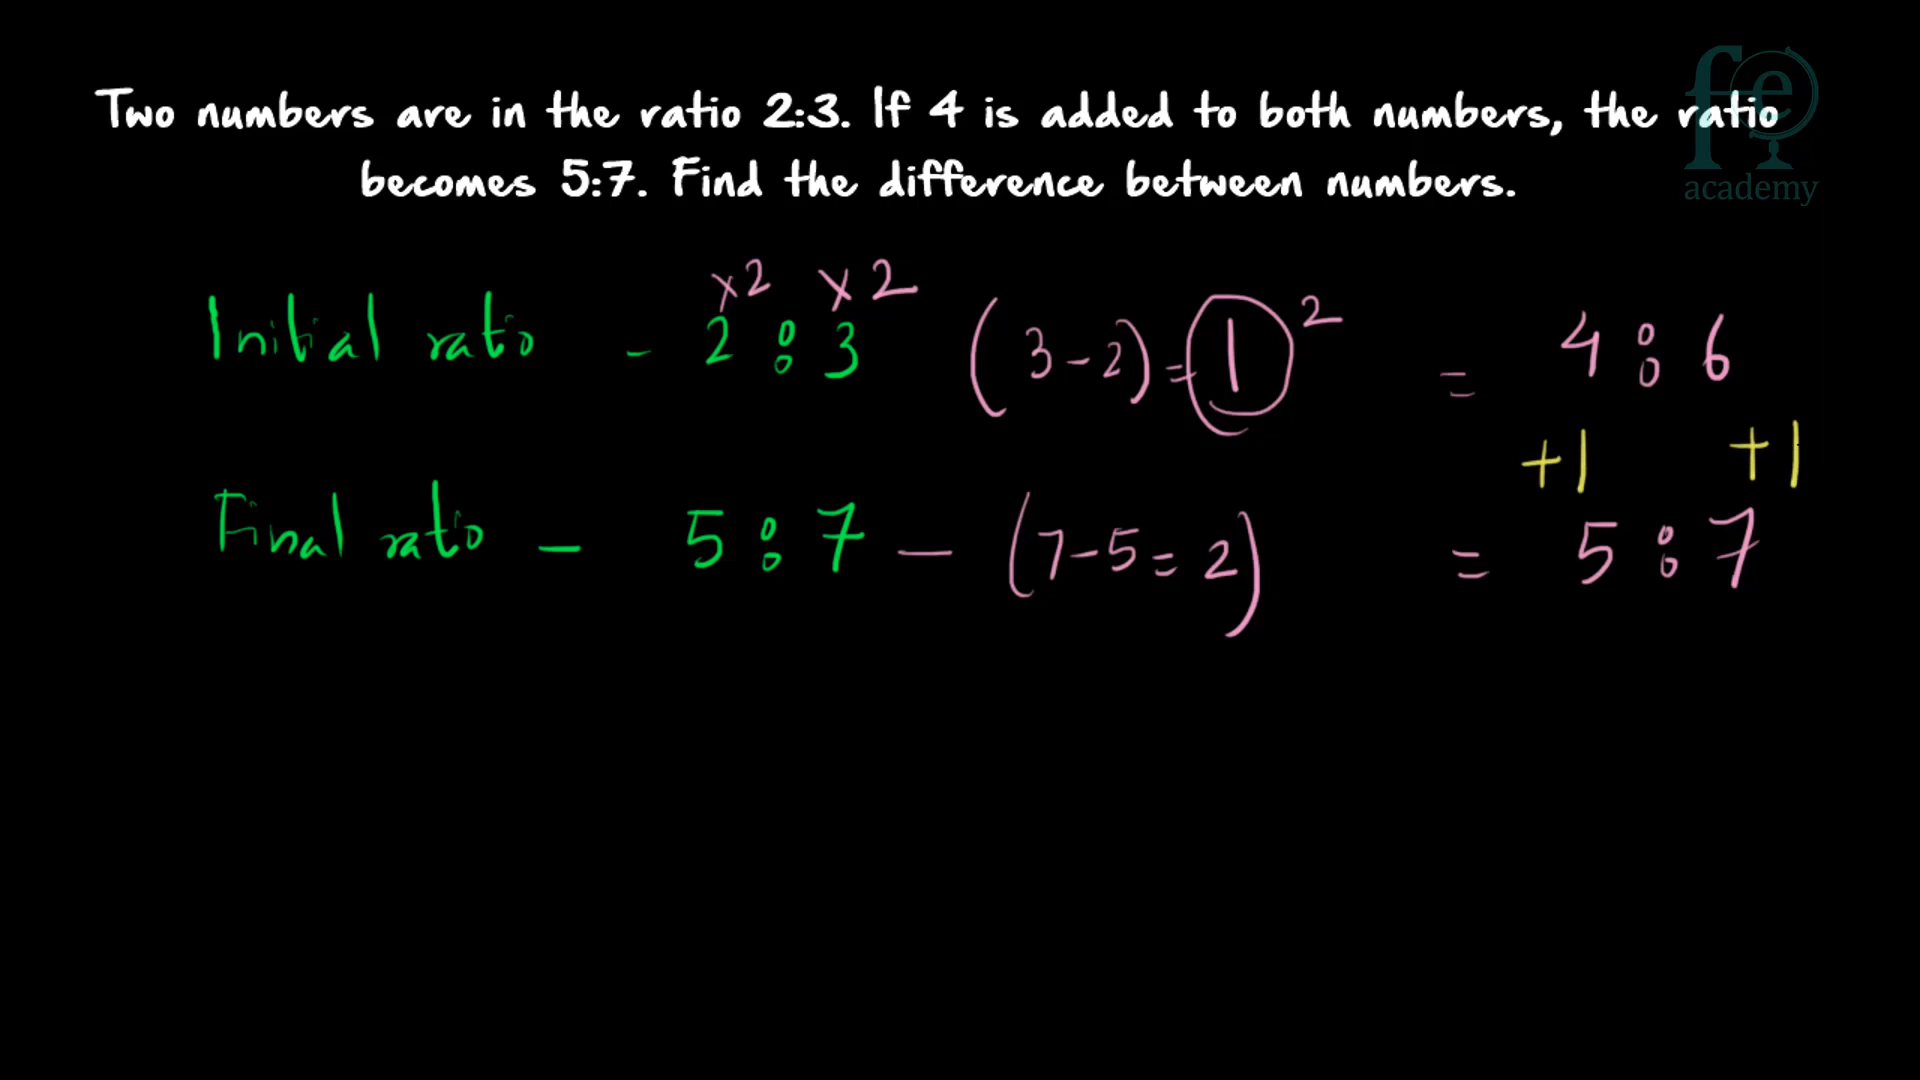 Two numbers are in the ratio 2:3. If 4 is added to both numbers, the ratio
becomes 5:7. Find the difference between numbers.
fe
academy
×2 ×2
Initial ratio - 2 : 3 (3-2) = 1 2 = 4 : 6
+1 +1
Final ratio - 5 : 7 - (7-5=2) = 5 : 7